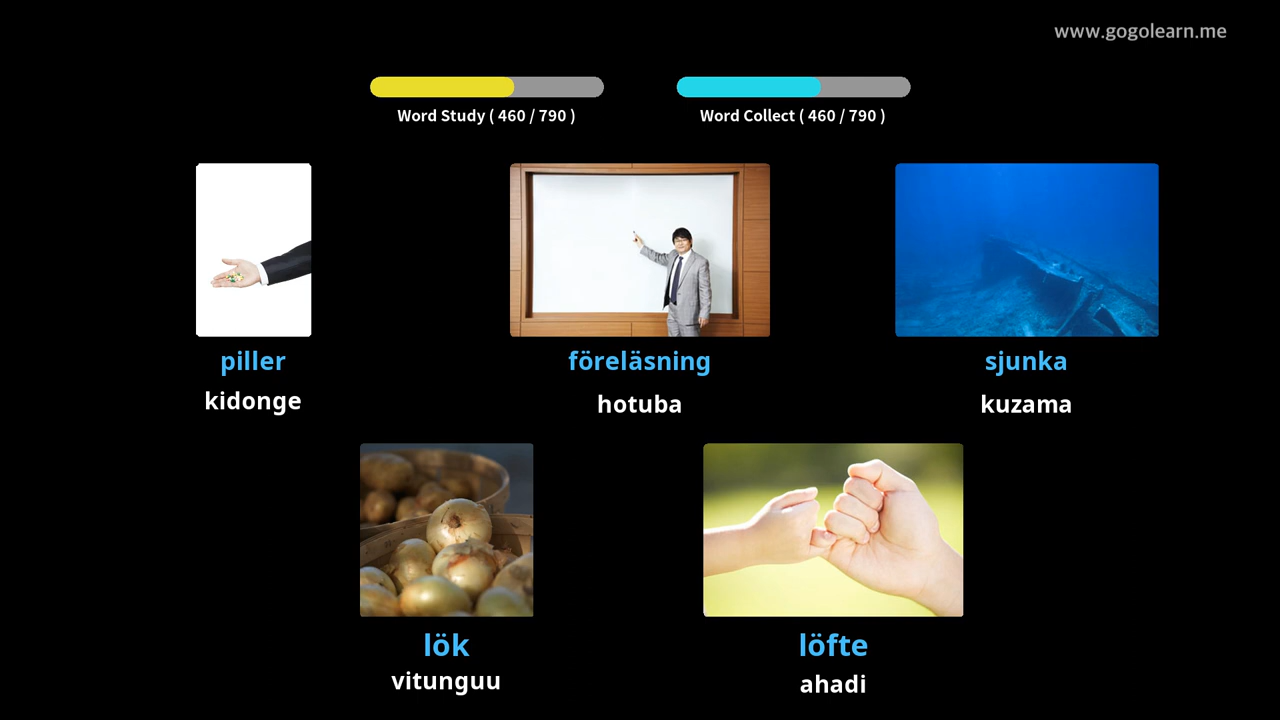 www.gogolearn.me
Word Study ( 460 / 790 )
Word Collect ( 460 / 790 )
piller
kidonge
föreläsning
hotuba
sjunka
kuzama
lök
vitunguu
löfte
ahadi